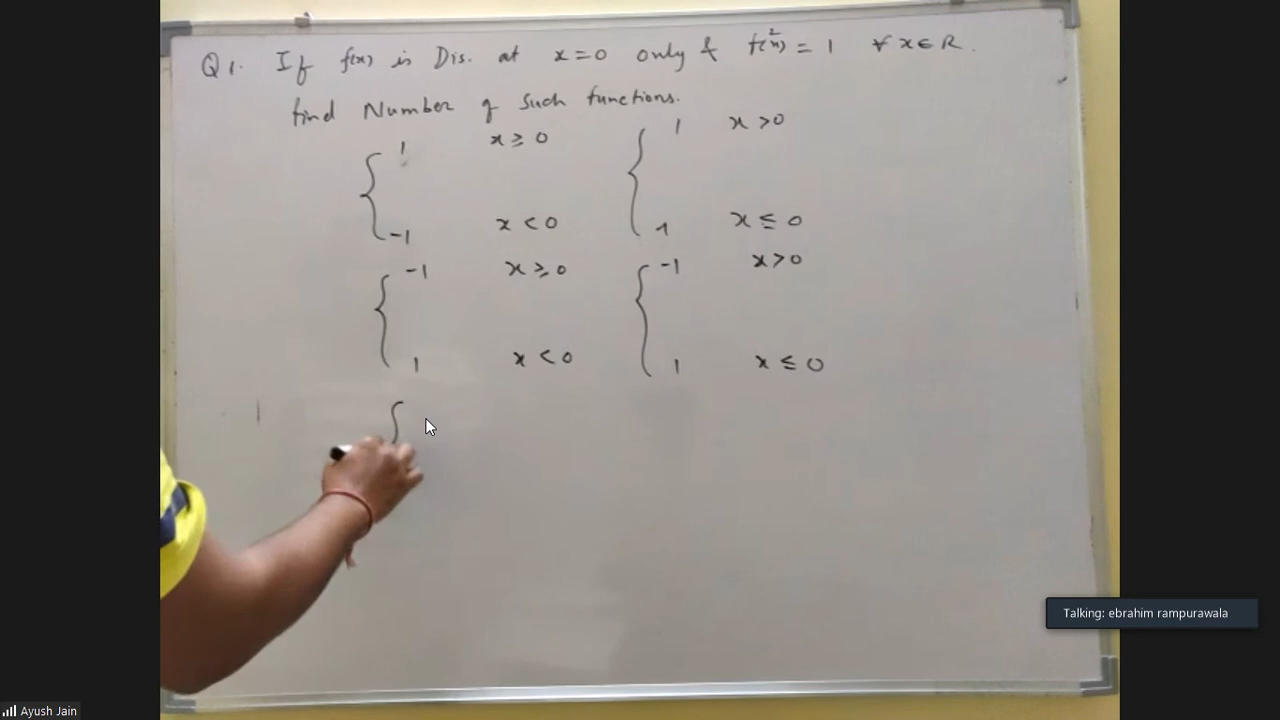 Q1. If f(x) is Dis. at x=0 only & f²(x) = 1 ∀ x∈R.
find Number of Such functions.
{ 1 x ≥ 0 { 1 x > 0
-1 x < 0 -1 x ≤ 0
{ -1 x ≥ 0 { -1 x > 0
1 x < 0 1 x ≤ 0
{
Talking: ebrahim rampurawala
Ayush Jain